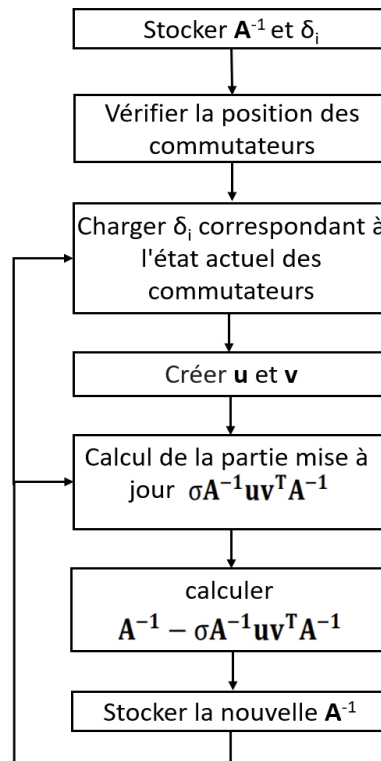 Stocker A⁻¹ et δᵢ
Vérifier la position des
commutateurs
Charger δᵢ correspondant à
l'état actuel des
commutateurs
Créer u et v
Calcul de la partie mise à
jour σA⁻¹uvᵀA⁻¹
calculer
A⁻¹ − σA⁻¹uvᵀA⁻¹
Stocker la nouvelle A⁻¹